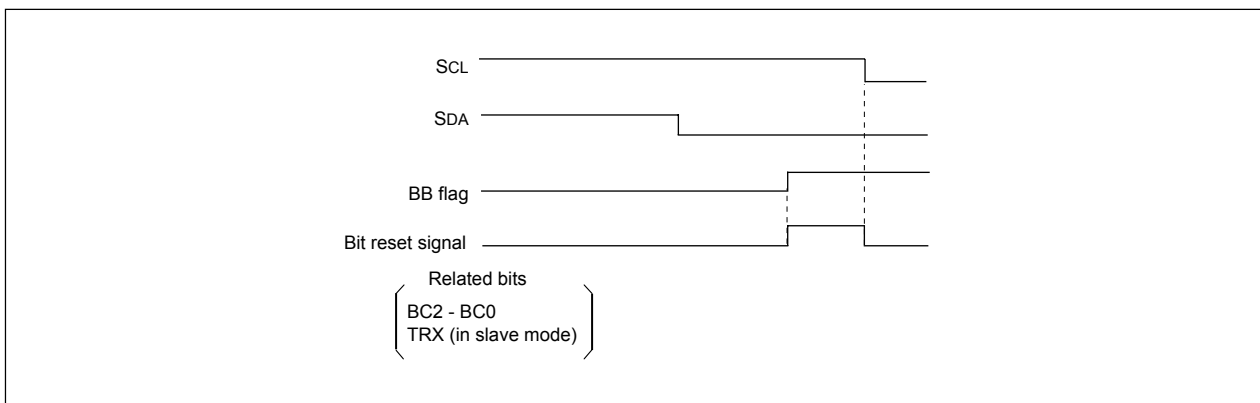 SCL
SDA
BB flag
Bit reset signal
Related bits
BC2 - BC0
TRX (in slave mode)